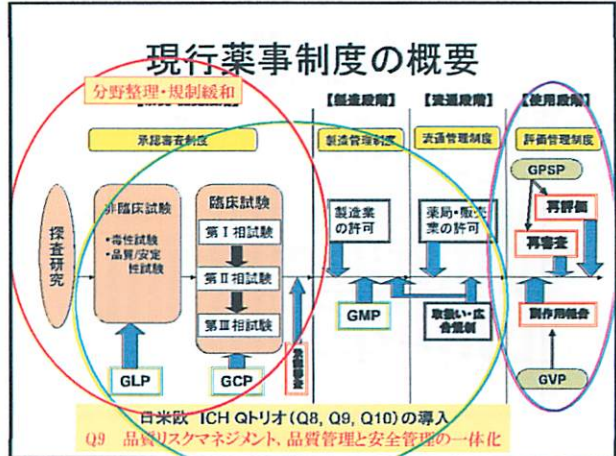 現行薬事制度の概要
分野整理・規制緩和
【製造段階】
【流通段階】
【使用段階】
承認審査制度
製造管理制度
流通管理制度
評価管理制度
GPSP
探査研究
非臨床試験
・毒性試験
・品質/安定
性試験
臨床試験
第Ⅰ相試験
第Ⅱ相試験
第Ⅲ相試験
製造業
の許可
薬局・販売
業の許可
再評価
再審査
GLP
GCP
承認審査
GMP
取扱い・広
告規制
副作用報告
GVP
日米欧 ICH Qトリオ(Q8, Q9, Q10)の導入
Q9 品質リスクマネジメント、品質管理と安全管理の一体化